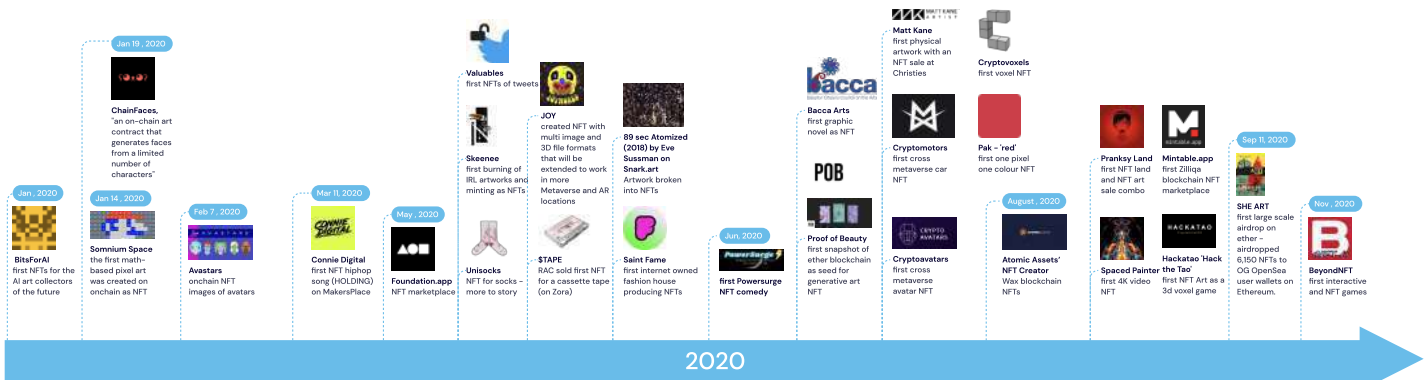 Jan , 2020
BitsForAI
first NFTs for the
AI art collectors
of the future
Jan 19 , 2020
ChainFaces,
"an on-chain art
contract that
generates faces
from a limited
number of
characters"
Jan 14 , 2020
Somnium Space
the first math-
based pixel art
was created on
onchain as NFT
Feb 7 , 2020
AVASTARS
Avastars
onchain NFT
images of avatars
Mar 11, 2020
CONNIE
DIGITAL
Connie Digital
first NFT hiphop
song (HOLDING)
on MakersPlace
May , 2020
Foundation.app
NFT marketplace
Valuables
first NFTs of tweets
Skeenee
first burning of
IRL artworks and
minting as NFTs
Unisocks
NFT for socks -
more to story
JOY
created NFT with
multi image and
3D file formats
that will be
extended to work
in more
Metaverse and AR
locations
$TAPE
RAC sold first NFT
for a cassette tape
(on Zora)
89 sec Atomized
(2018) by Eve
Sussman on
Snark.art
Artwork broken
into NFTs
Saint Fame
first internet owned
fashion house
producing NFTs
Jun, 2020
PowerSurge
first Powersurge
NFT comedy
bacca
Bacca Arts
first graphic
novel as NFT
POB
Proof of Beauty
first snapshot of
ether blockchain
as seed for
generative art
NFT
MATT KANE
ARTIST
Matt Kane
first physical
artwork with an
NFT sale at
Christies
Cryptomotors
first cross
metaverse car
NFT
CRYPTO
AVATARS
Cryptoavatars
first cross
metaverse
avatar NFT
Cryptovoxels
first voxel NFT
Pak - 'red'
first one pixel
one colour NFT
August , 2020
Atomic Assets'
NFT Creator
Wax blockchain
NFTs
Pranksy Land
first NFT land
and NFT art
sale combo
Spaced Painter
first 4K video
NFT
M.
mintable.app
Mintable.app
first Zilliqa
blockchain NFT
marketplace
HACKATAO
Hackatao 'Hack
the Tao'
first NFT Art as a
3d voxel game
Sep 11, 2020
SHE ART
first large scale
airdrop on
ether -
airdropped
6,150 NFTs to
OG OpenSea
user wallets on
Ethereum.
Nov , 2020
B
BeyondNFT
first interactive
and NFT games
2020